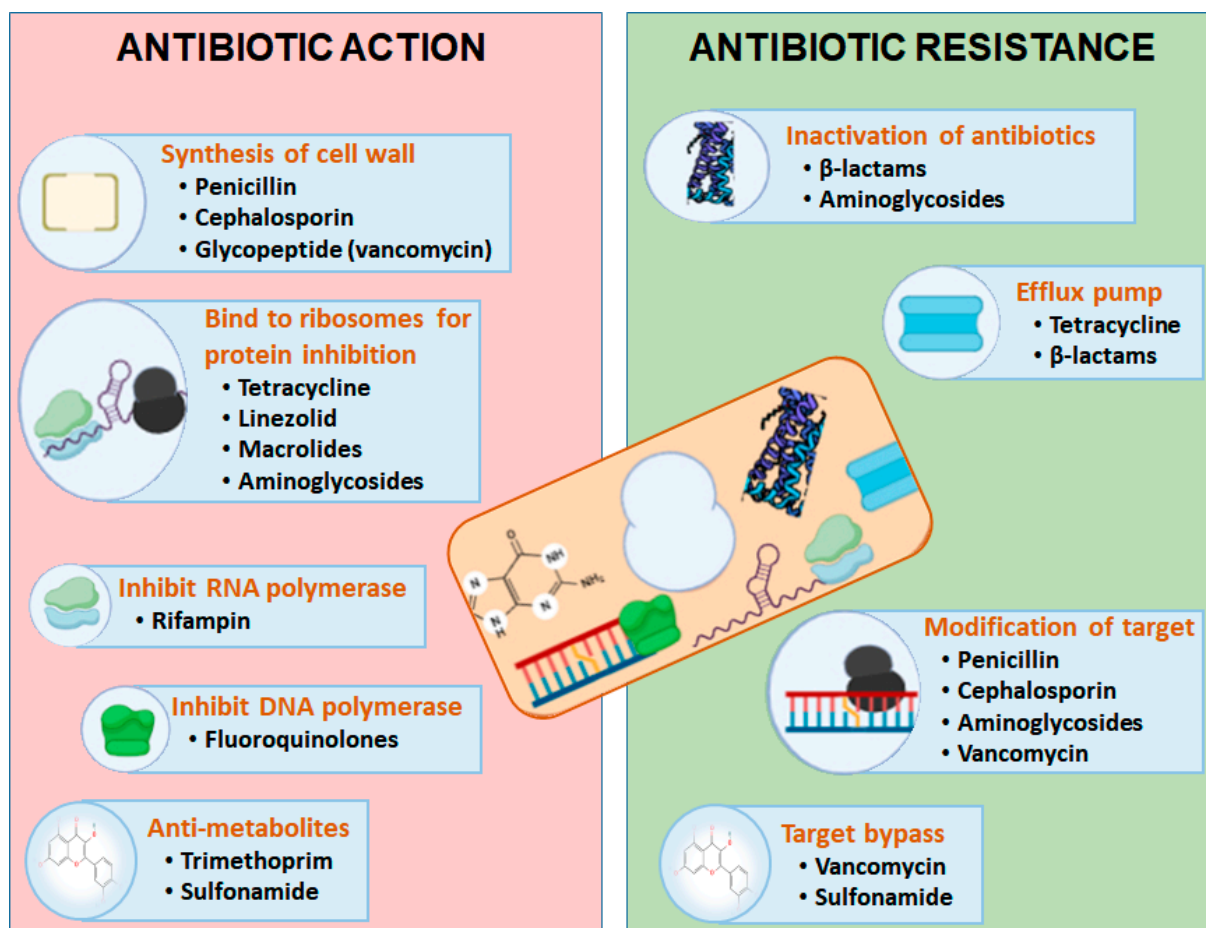 ANTIBIOTIC ACTION
Synthesis of cell wall
• Penicillin
• Cephalosporin
• Glycopeptide (vancomycin)
Bind to ribosomes for
protein inhibition
• Tetracycline
• Linezolid
• Macrolides
• Aminoglycosides
Inhibit RNA polymerase
• Rifampin
Inhibit DNA polymerase
• Fluoroquinolones
Anti-metabolites
• Trimethoprim
• Sulfonamide
O
NH
N
NH₂
N
N
H
ANTIBIOTIC RESISTANCE
Inactivation of antibiotics
• β-lactams
• Aminoglycosides
Efflux pump
• Tetracycline
• β-lactams
Modification of target
• Penicillin
• Cephalosporin
• Aminoglycosides
• Vancomycin
Target bypass
• Vancomycin
• Sulfonamide